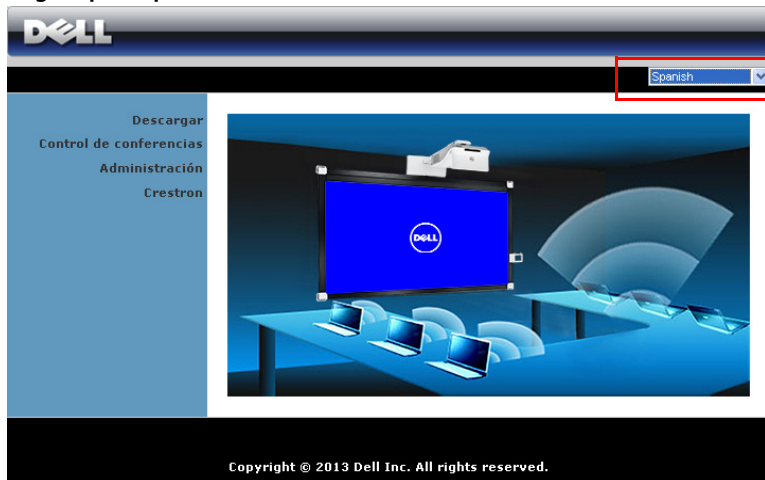 DELL
Spanish
Descargar
Control de conferencias
Administración
Crestron
DELL
Copyright © 2013 Dell Inc. All rights reserved.